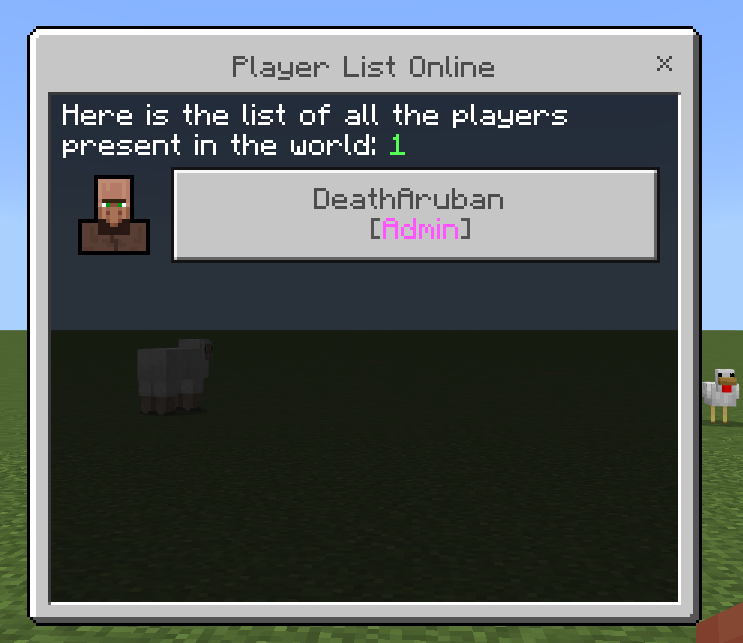 Player List Online
Here is the list of all the players
present in the world: 1
DeathAruban
[Admin]